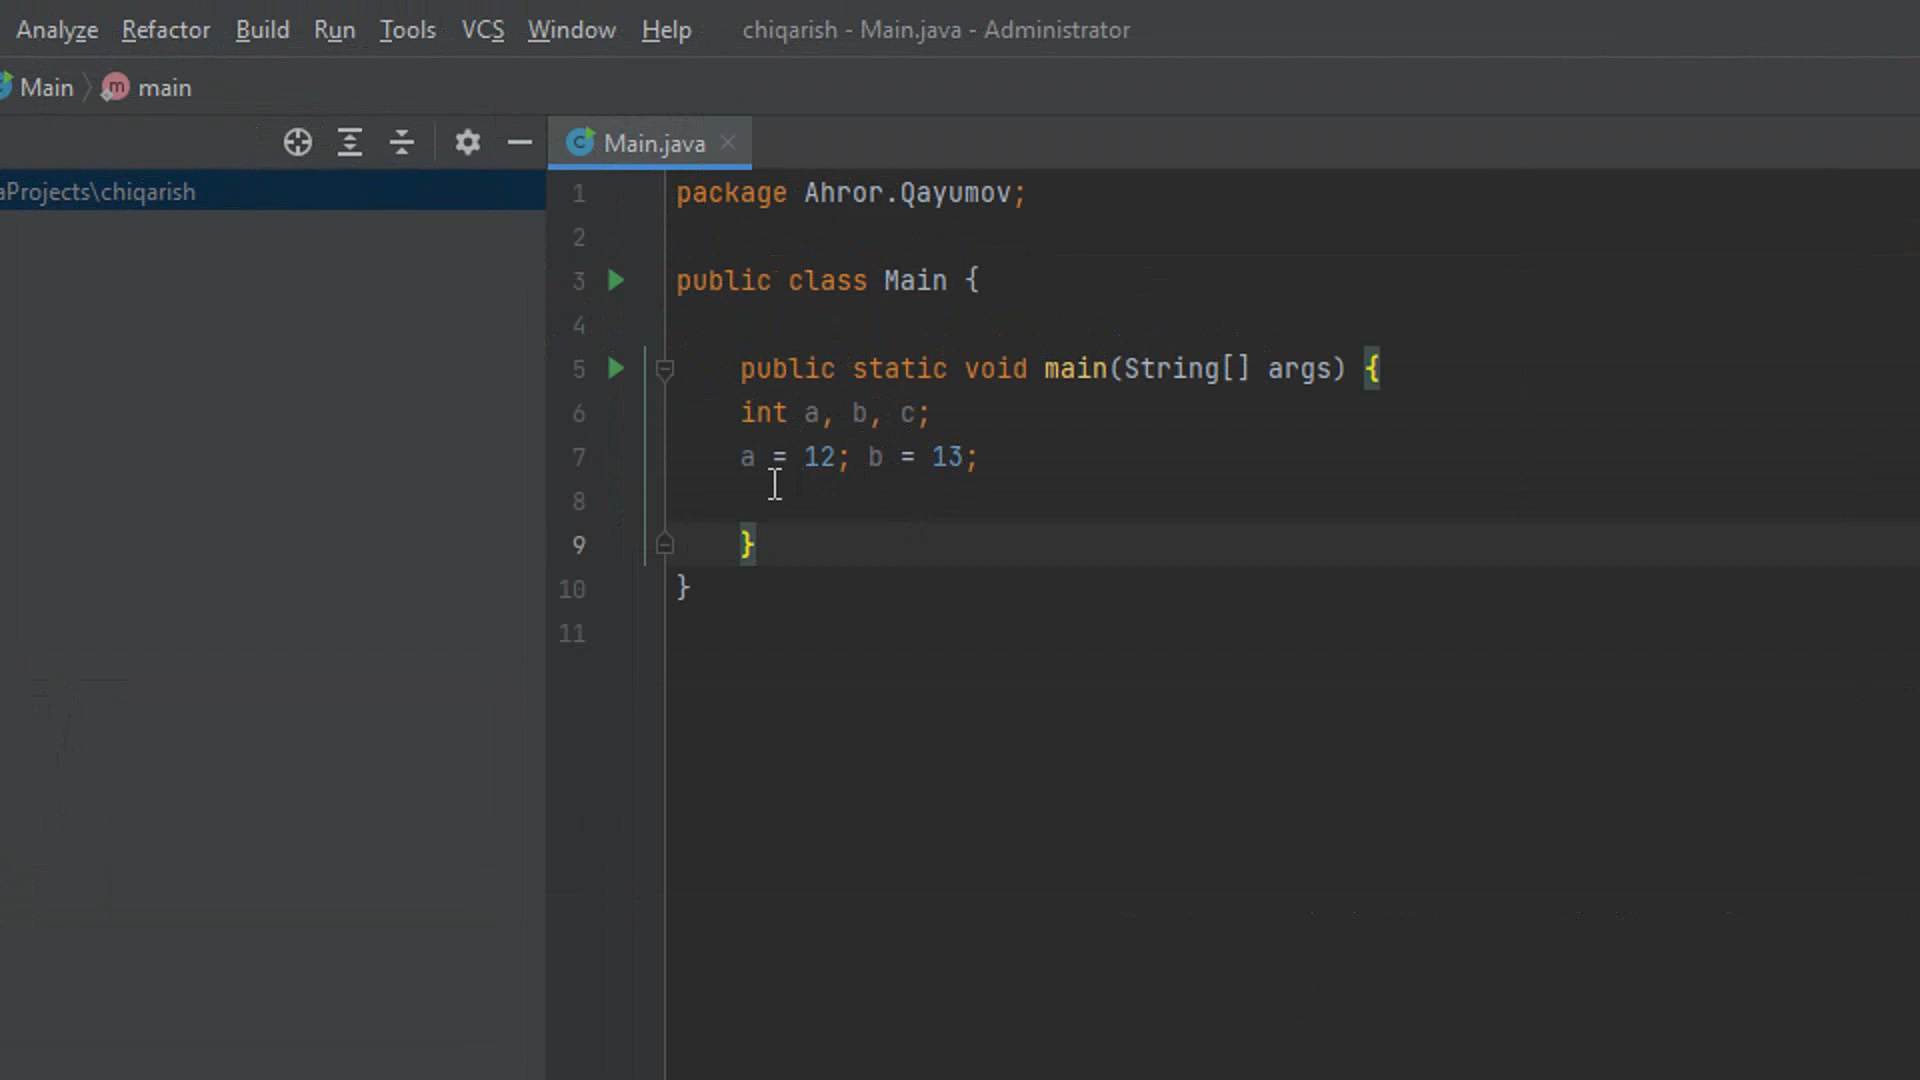 Analyze Refactor Build Run Tools VCS Window Help chiqarish - Main.java - Administrator
Main main
Main.java
aProjects\chiqarish
1 package Ahror.Qayumov;
2
3 public class Main {
4
5 public static void main(String[] args) {
6 int a, b, c;
7 a = 12; b = 13;
8
9 }
10 }
11